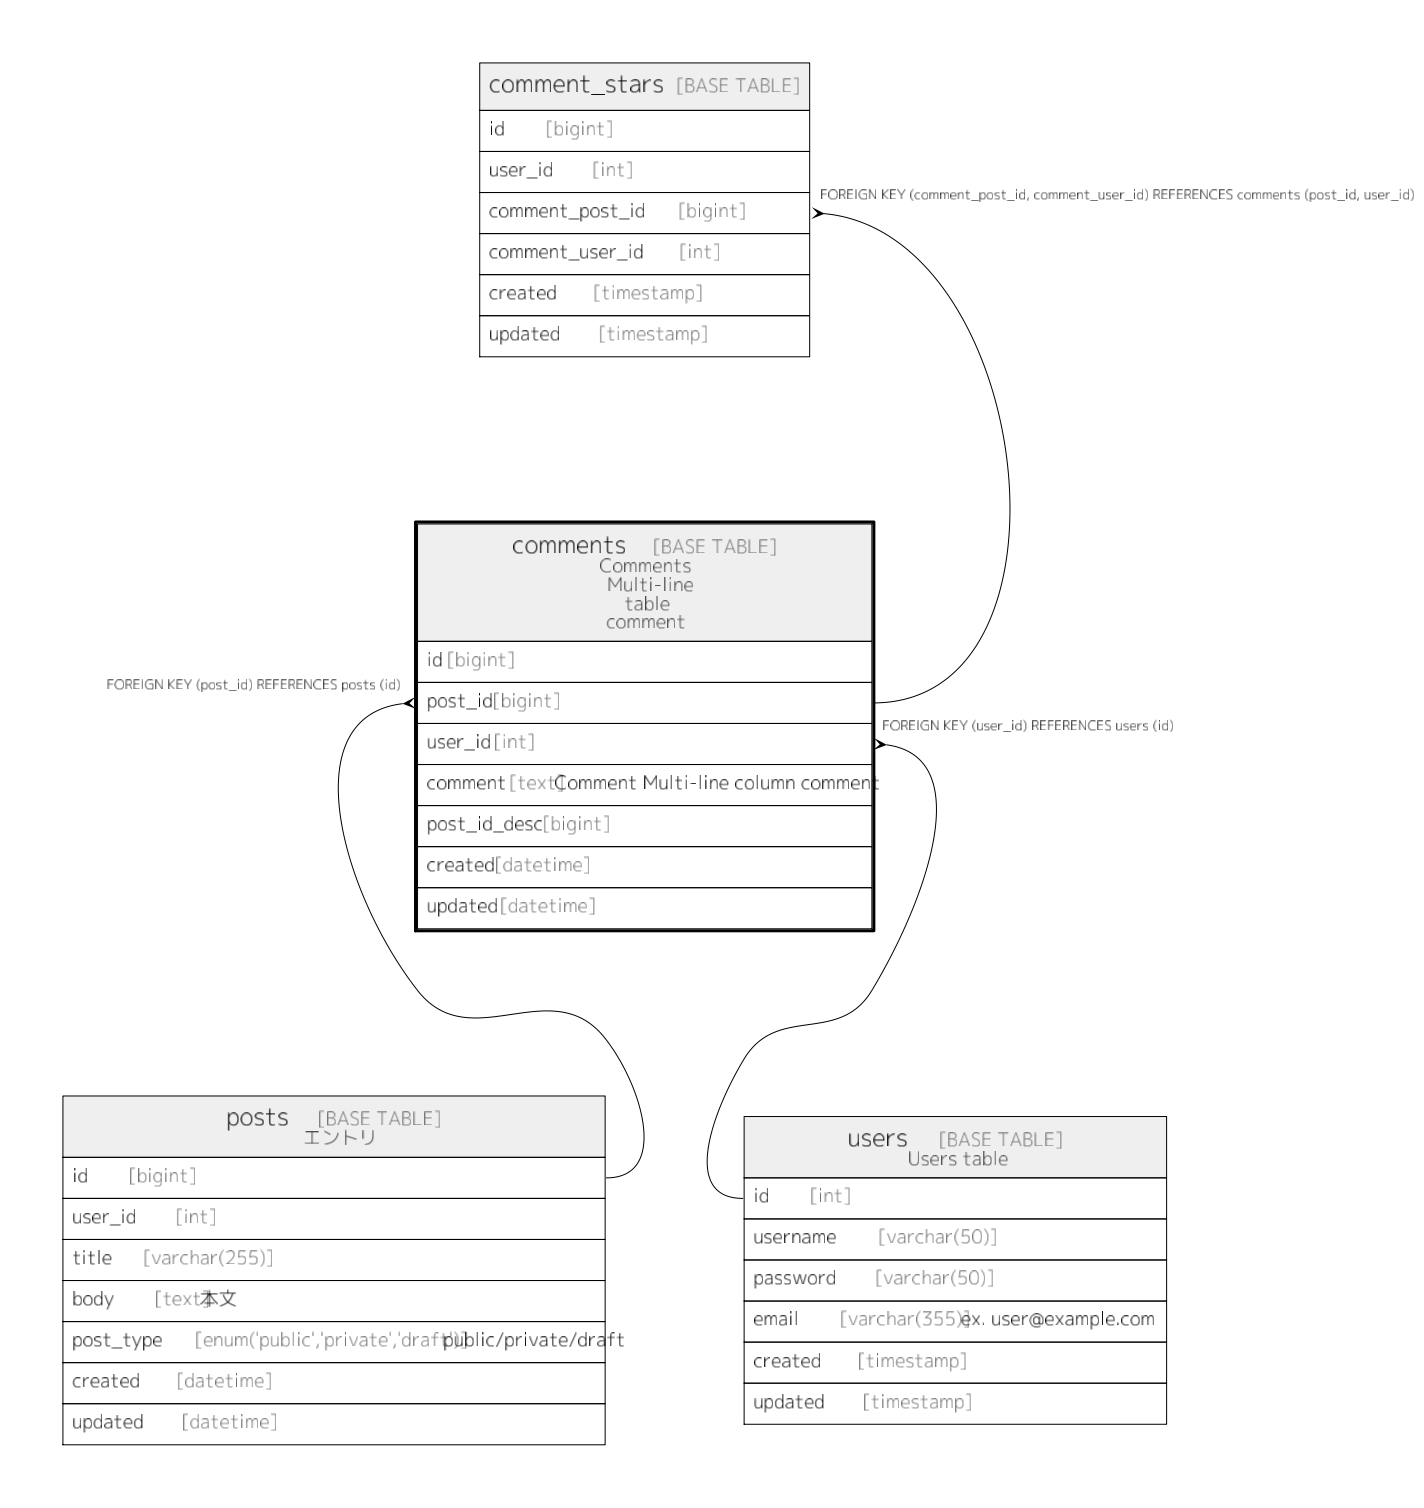 comment_stars [BASE TABLE]
id [bigint]
user_id [int]
comment_post_id [bigint]
comment_user_id [int]
created [timestamp]
updated [timestamp]
FOREIGN KEY (comment_post_id, comment_user_id) REFERENCES comments (post_id, user_id)
comments [BASE TABLE]
Comments
Multi-line
table
comment
id [bigint]
post_id [bigint]
user_id [int]
comment [text] Comment Multi-line column comment
post_id_desc [bigint]
created [datetime]
updated [datetime]
FOREIGN KEY (post_id) REFERENCES posts (id)
FOREIGN KEY (user_id) REFERENCES users (id)
posts [BASE TABLE]
エントリ
id [bigint]
user_id [int]
title [varchar(255)]
body [text] 本文
post_type [enum('public','private','draft')] public/private/draft
created [datetime]
updated [datetime]
users [BASE TABLE]
Users table
id [int]
username [varchar(50)]
password [varchar(50)]
email [varchar(355)] ex. user@example.com
created [timestamp]
updated [timestamp]